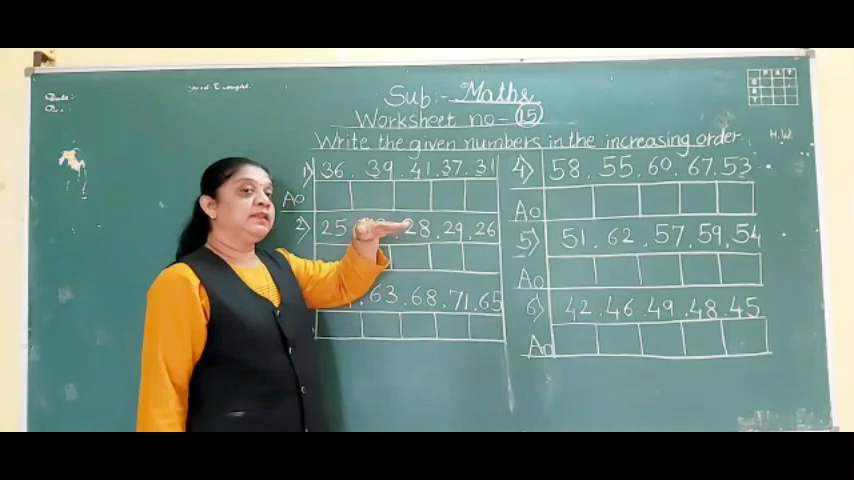 Sub:- Maths
Worksheet no- 15
Write the given numbers in the increasing order.
H.W.
1) 36. 39. 41. 37. 31
Ao
2) 25. 28. 29. 26
63. 68. 71. 65
4) 58. 55. 60. 67. 53
Ao
5) 51. 62. 57. 59. 54
Ao
6) 42. 46. 49. 48. 45
Ao